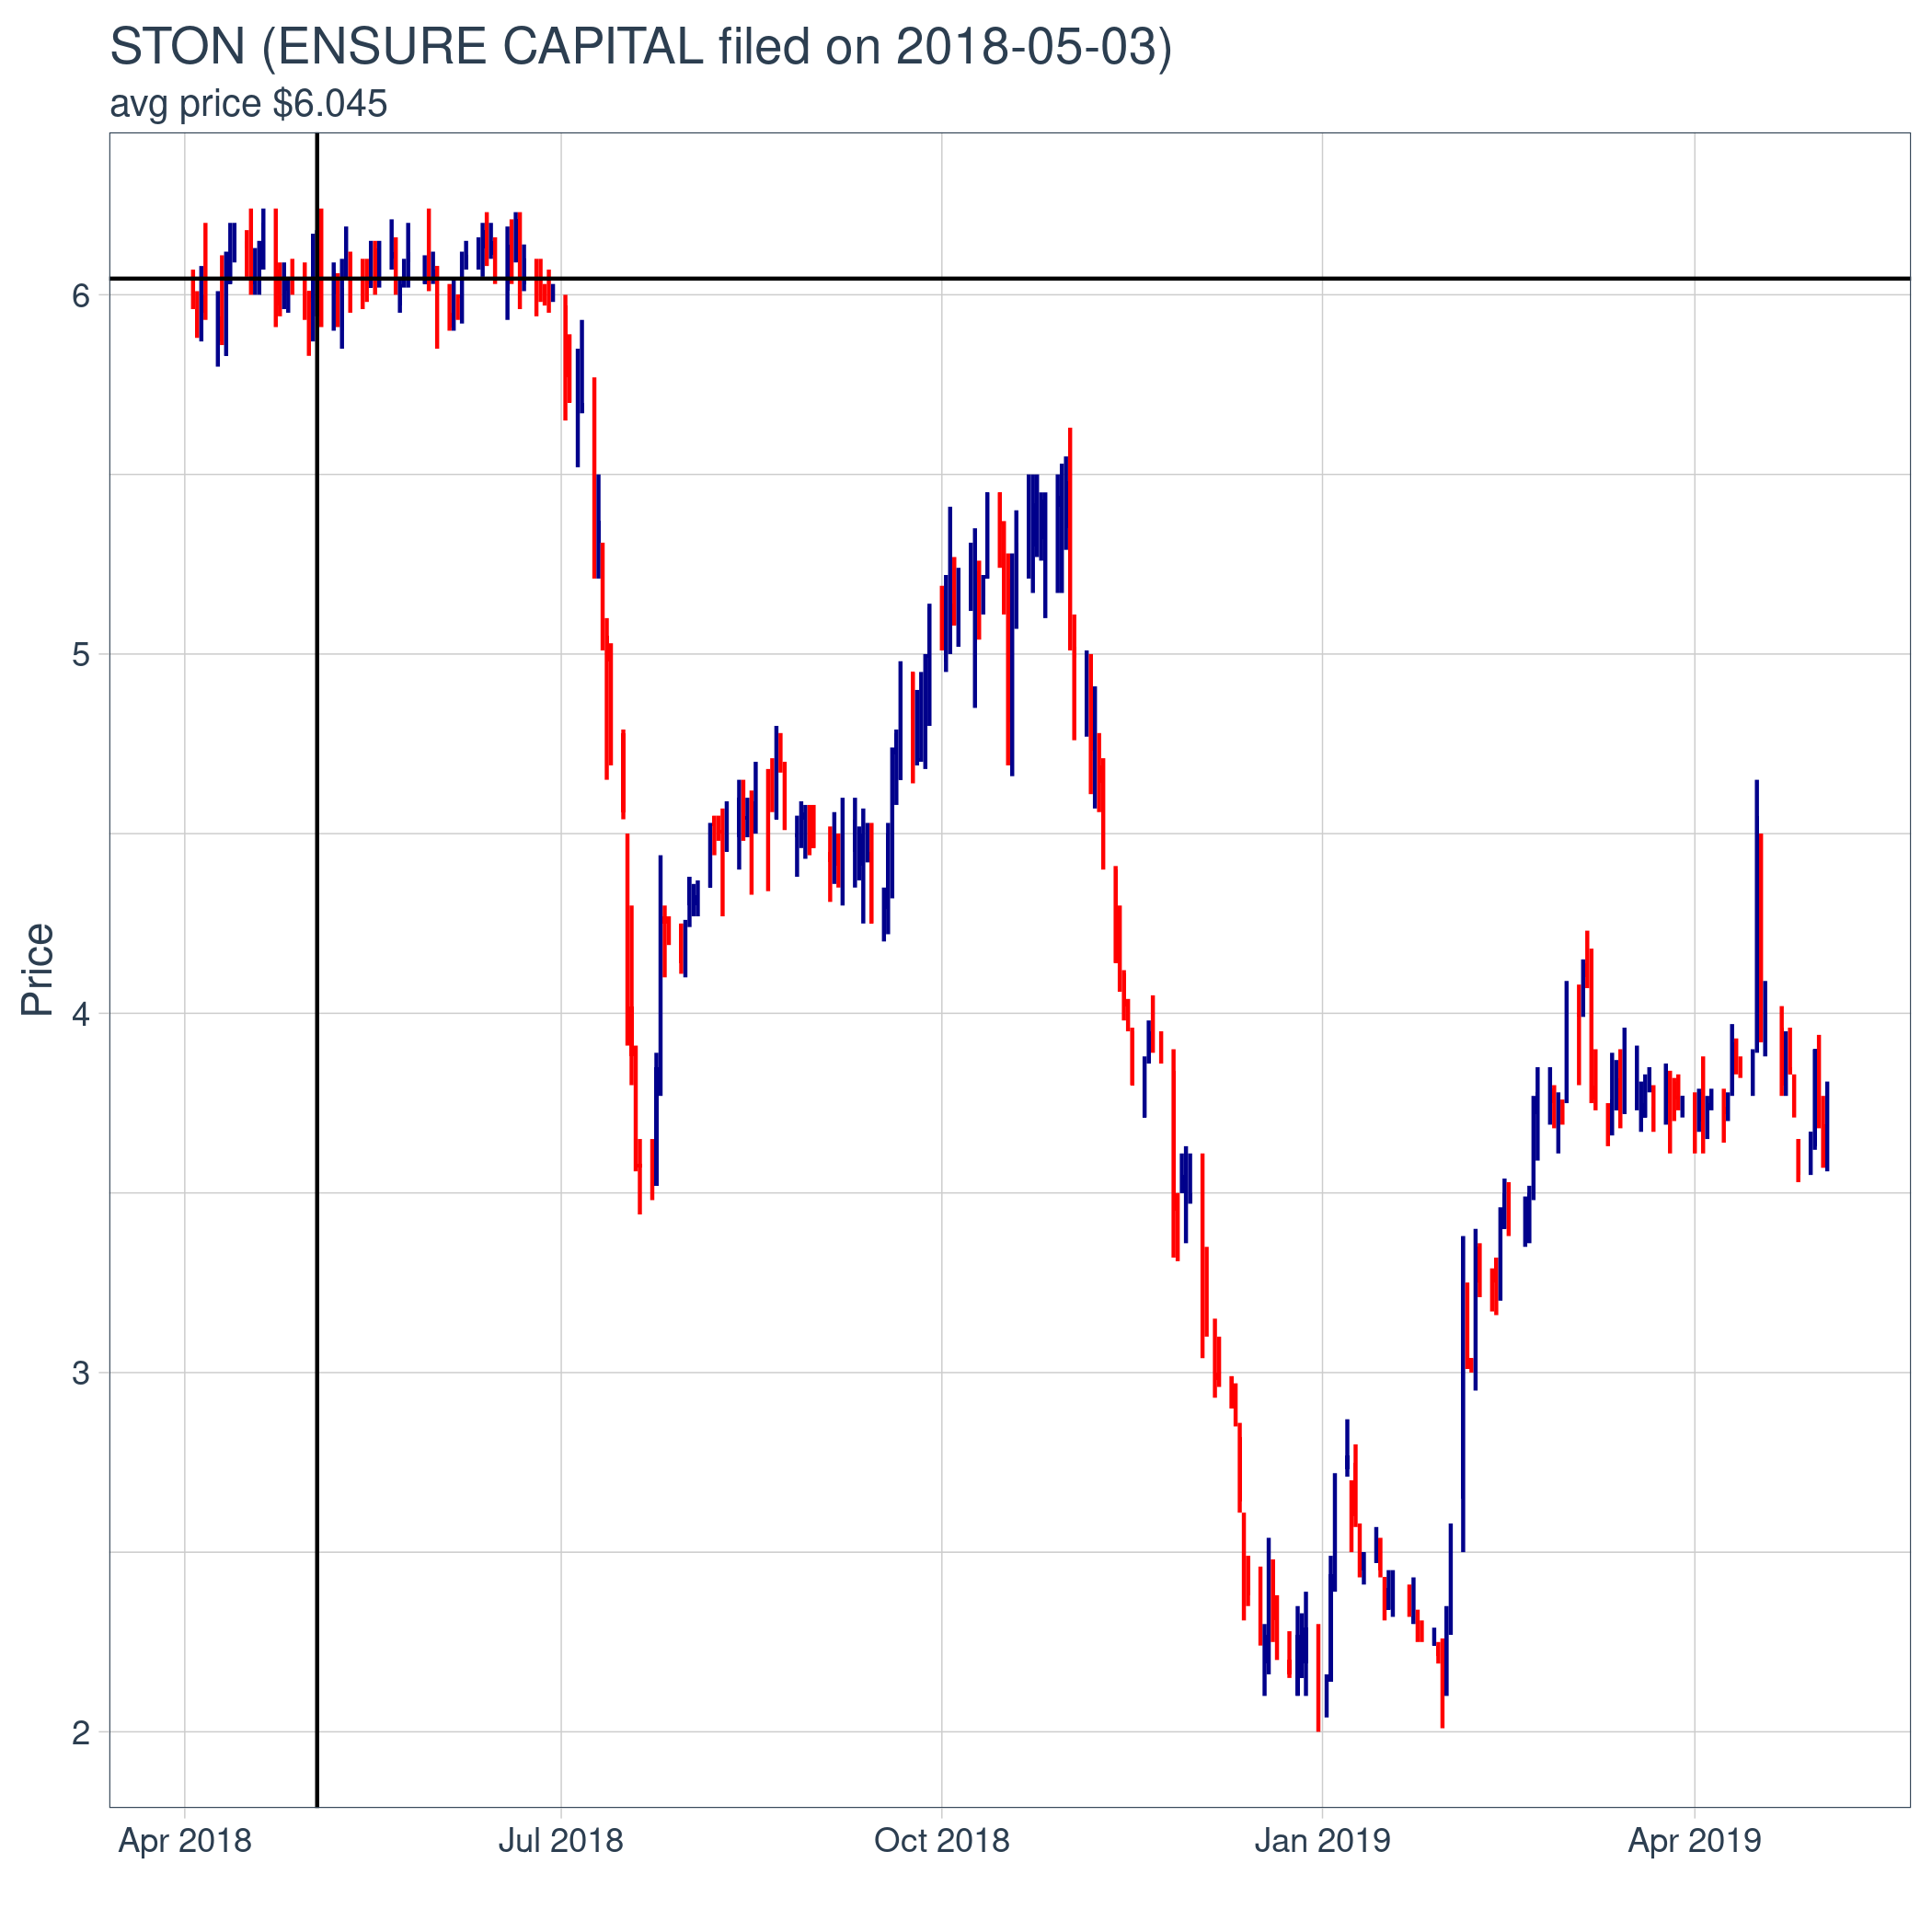 STON (ENSURE CAPITAL filed on 2018-05-03)
avg price $6.045
Price
6
5
4
3
2
Apr 2018
Jul 2018
Oct 2018
Jan 2019
Apr 2019